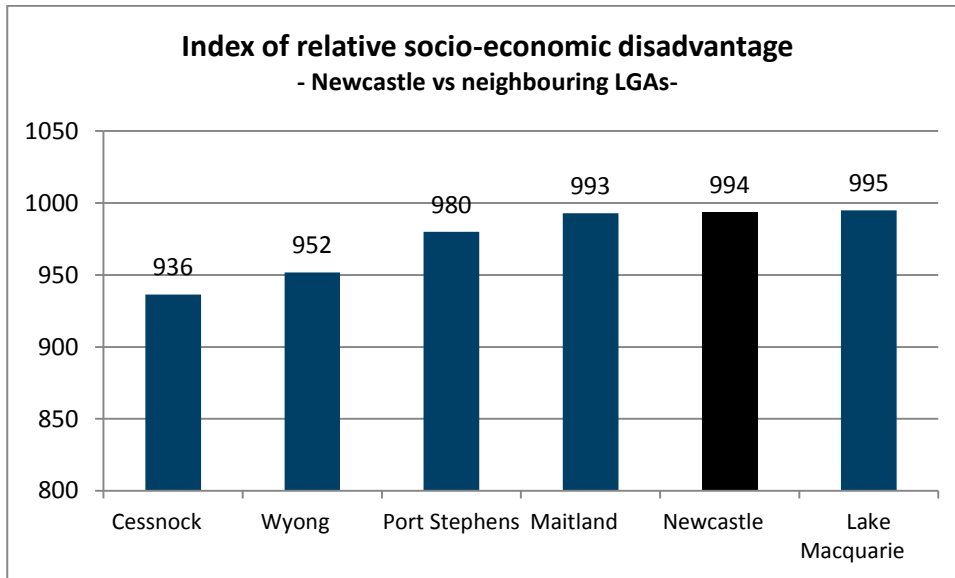 Index of relative socio-economic disadvantage
- Newcastle vs neighbouring LGAs-
1050
1000
950
900
850
800
936
952
980
993
994
995
Cessnock
Wyong
Port Stephens
Maitland
Newcastle
Lake
Macquarie